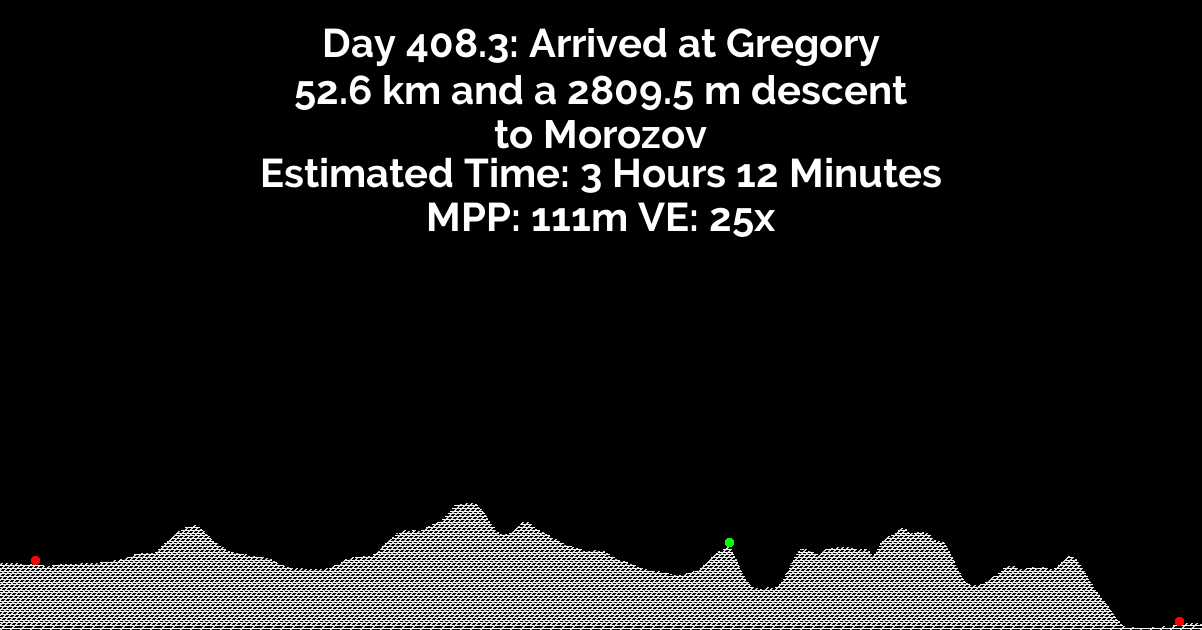 Day 408.3: Arrived at Gregory
52.6 km and a 2809.5 m descent
to Morozov
Estimated Time: 3 Hours 12 Minutes
MPP: 111m VE: 25x